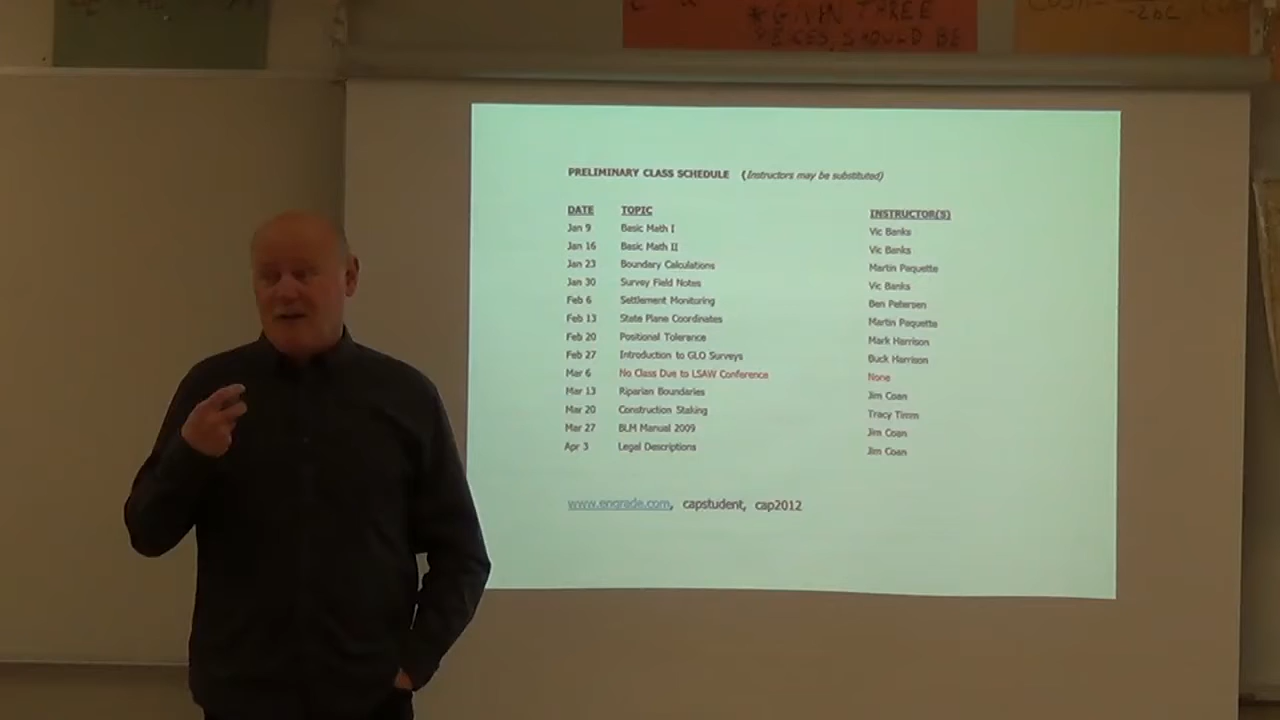 * GIVEN THREE
SIDES, SHOULD BE
PRELIMINARY CLASS SCHEDULE (Instructors may be substituted)
DATE TOPIC INSTRUCTOR(S)
Jan 9 Basic Math I Vic Banks
Jan 16 Basic Math II Vic Banks
Jan 23 Boundary Calculations Martin Paquette
Jan 30 Survey Field Notes Vic Banks
Feb 6 Settlement Monitoring Ben Petersen
Feb 13 State Plane Coordinates Martin Paquette
Feb 20 Positional Tolerance Mark Harrison
Feb 27 Introduction to GLO Surveys Buck Harrison
Mar 6 No Class Due to LSAW Conference None
Mar 13 Riparian Boundaries Jim Coan
Mar 20 Construction Staking Tracy Timm
Mar 27 BLM Manual 2009 Jim Coan
Apr 3 Legal Descriptions Jim Coan
www.engrade.com, capstudent, cap2012